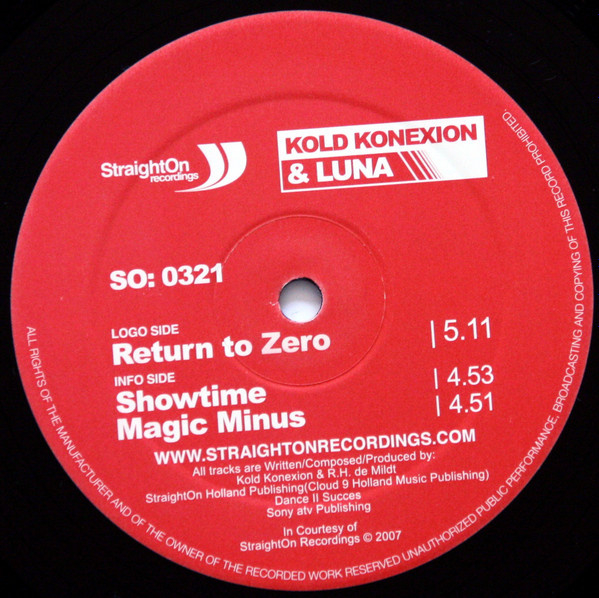 StraightOn
recordings
KOLD KONEXION
& LUNA
SO: 0321
LOGO SIDE
Return to Zero | 5.11
INFO SIDE
Showtime | 4.53
Magic Minus | 4.51
WWW.STRAIGHTONRECORDINGS.COM
All tracks are Written/Composed/Produced by:
Kold Konexion & R.H. de Mildt
StraightOn Holland Publishing(Cloud 9 Holland Music Publishing)
Dance II Succes
Sony atv Publishing
In Courtesy of
StraightOn Recordings © 2007
ALL RIGHTS OF THE MANUFACTURER AND OF THE OWNER OF THE RECORDED WORK RESERVED UNAUTHORIZED PUBLIC PERFORMANCE, BROADCASTING AND COPYING OF THIS RECORD PROHIBITED.